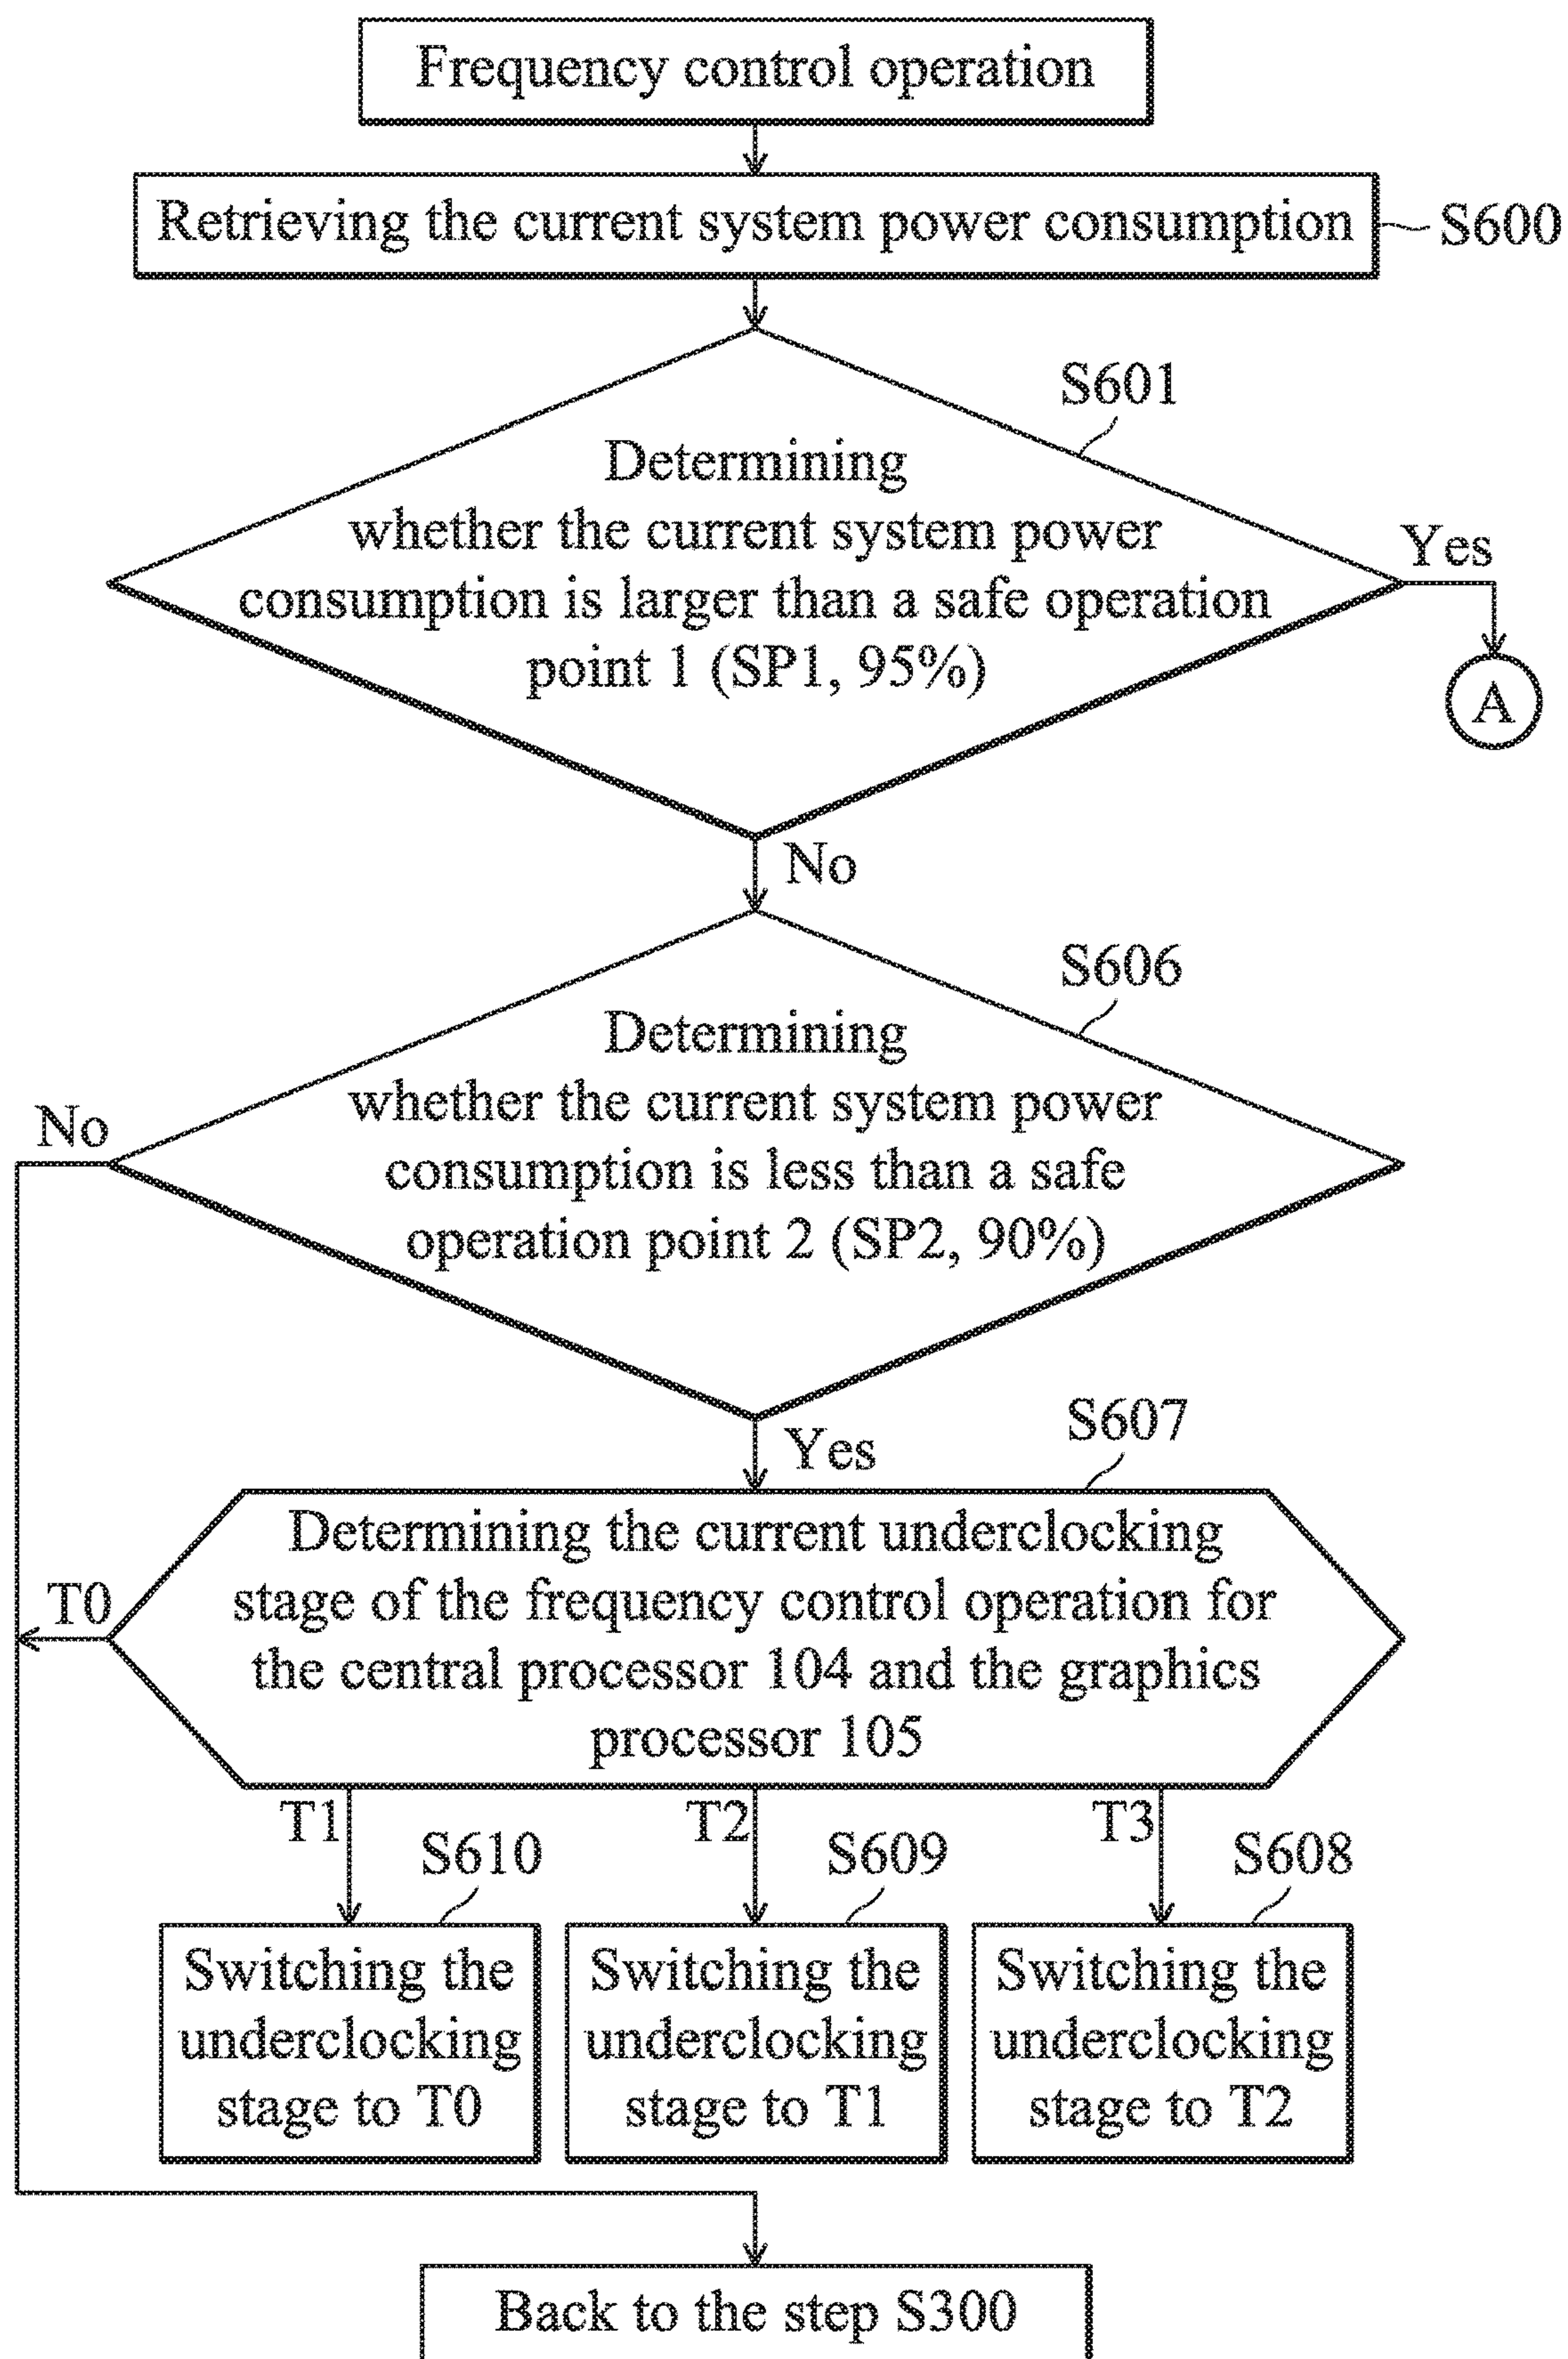 Frequency control operation
Retrieving the current system power consumption
S600
S601
Determining
whether the current system power
consumption is larger than a safe operation
point 1 (SP1, 95%)
Yes
A
No
S606
Determining
whether the current system power
consumption is less than a safe
operation point 2 (SP2, 90%)
No
Yes
S607
Determining the current underclocking
stage of the frequency control operation for
the central processor 104 and the graphics
processor 105
T0
T1
T2
T3
S610
S609
S608
Switching the
underclocking
stage to T0
Switching the
underclocking
stage to T1
Switching the
underclocking
stage to T2
Back to the step S300